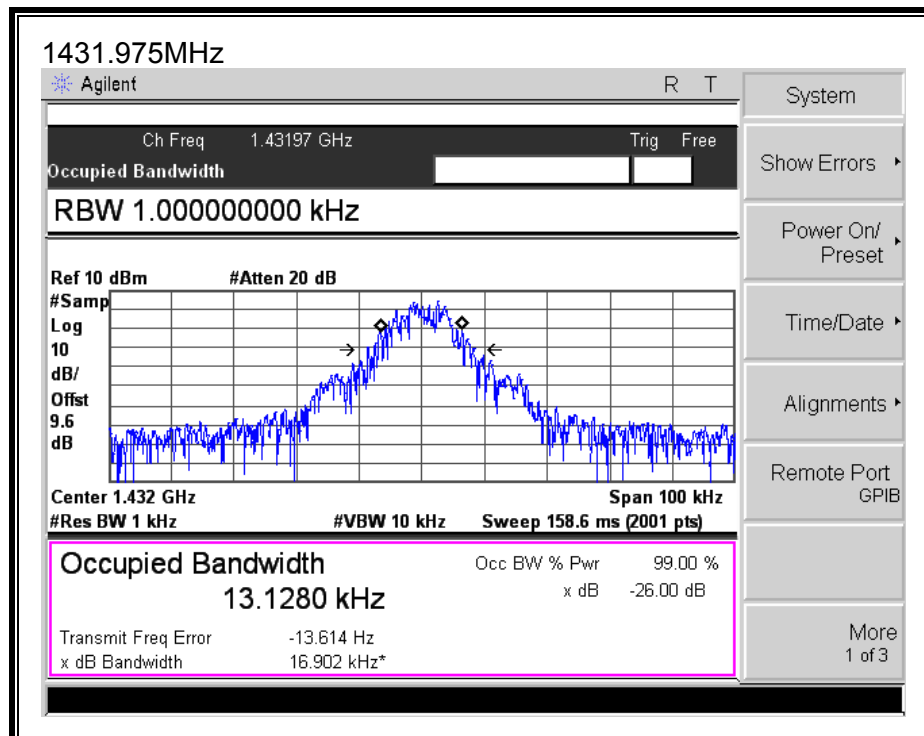 1431.975MHz
Agilent R T
Ch Freq 1.43197 GHz Trig Free
Occupied Bandwidth
RBW 1.000000000 kHz
Ref 10 dBm #Atten 20 dB
#Samp
Log
10
dB/
Offst
9.6
dB
Center 1.432 GHz Span 100 kHz
#Res BW 1 kHz #VBW 10 kHz Sweep 158.6 ms (2001 pts)
Occupied Bandwidth Occ BW % Pwr 99.00 %
13.1280 kHz x dB -26.00 dB
Transmit Freq Error -13.614 Hz
x dB Bandwidth 16.902 kHz*
System
Show Errors
Power On/
Preset
Time/Date
Alignments
Remote Port
GPIB
More
1 of 3